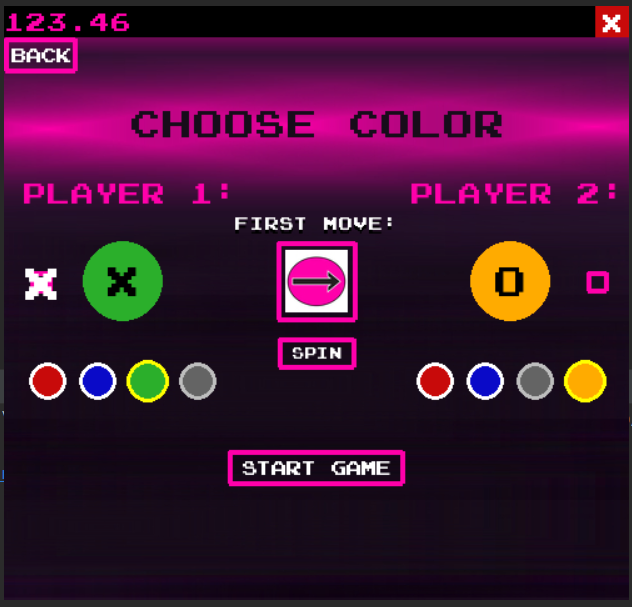 123.46 X
BACK
CHOOSE COLOR
PLAYER 1: PLAYER 2:
FIRST MOVE:
X X O O
SPIN
START GAME